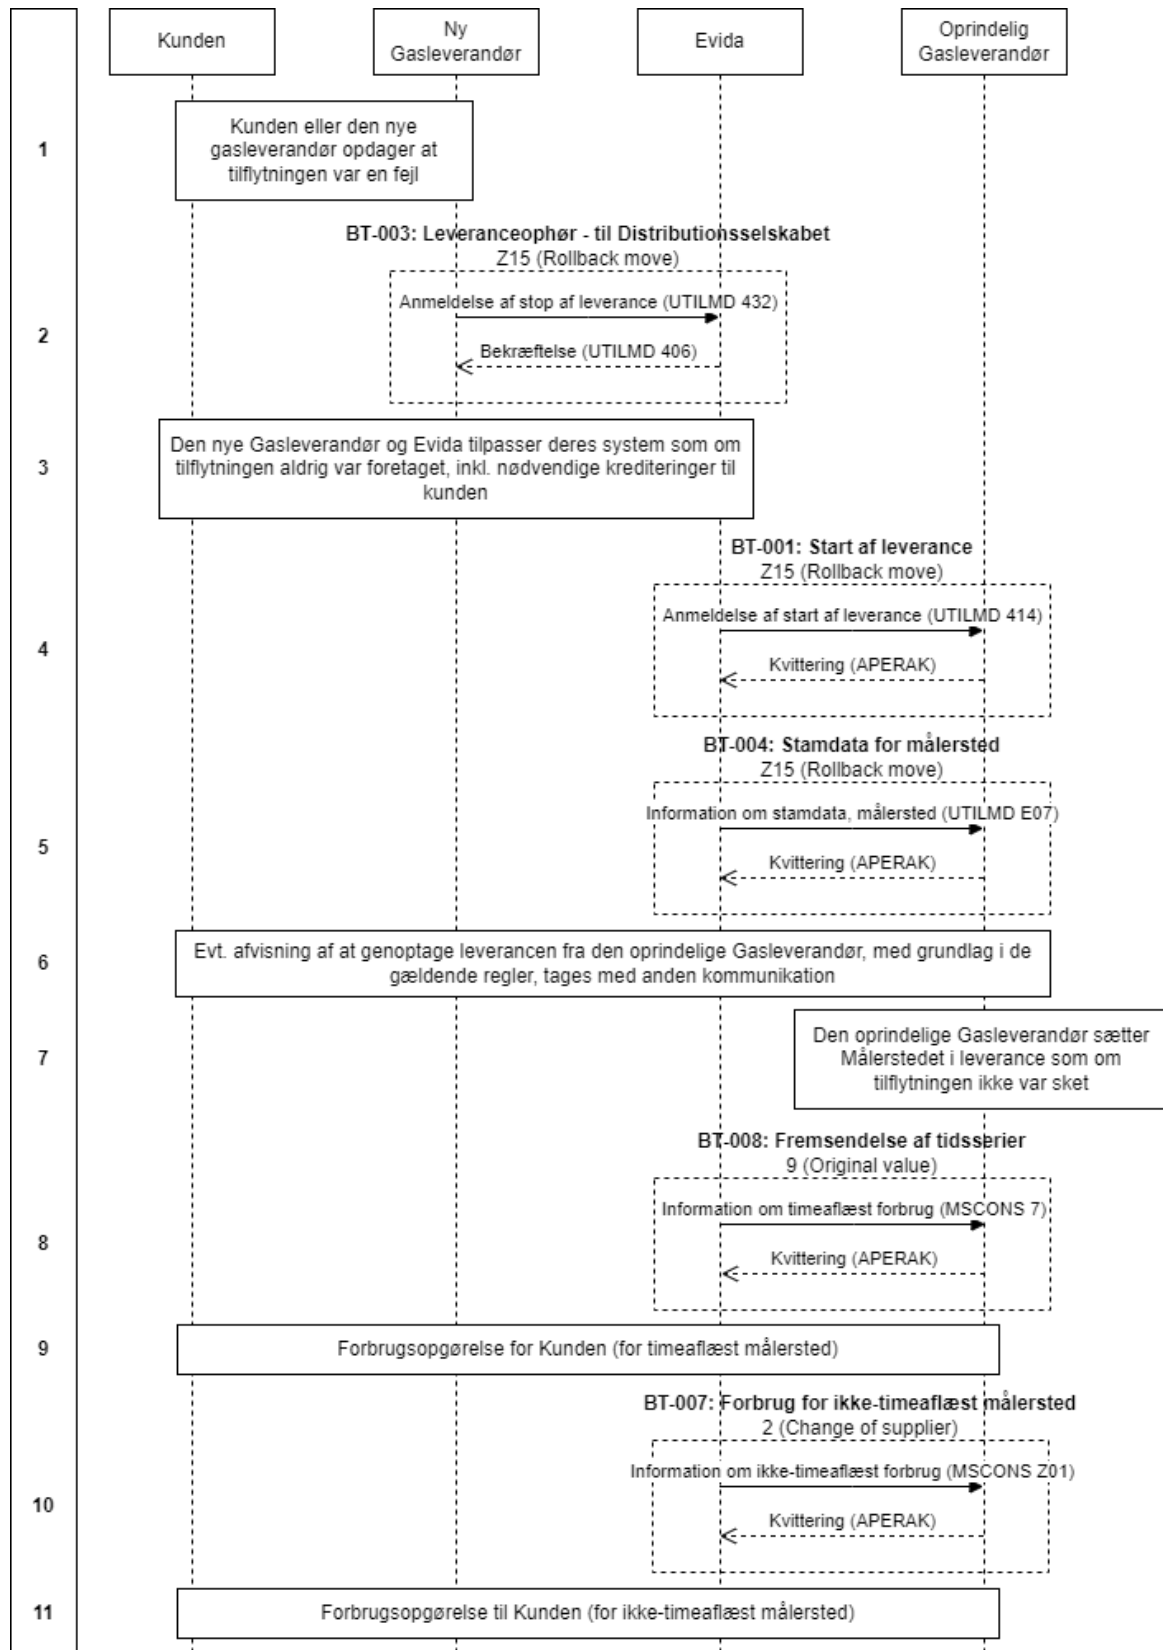 Kunden
Ny
Gasleverandør
Evida
Oprindelig
Gasleverandør
1
Kunden eller den nye
gasleverandør opdager at
tilflytningen var en fejl
BT-003: Leveranceophør - til Distributionsselskabet
Z15 (Rollback move)
2
Anmeldelse af stop af leverance (UTILMD 432)
Bekræftelse (UTILMD 406)
3
Den nye Gasleverandør og Evida tilpasser deres system som om
tilflytningen aldrig var foretaget, inkl. nødvendige krediteringer til
kunden
BT-001: Start af leverance
Z15 (Rollback move)
4
Anmeldelse af start af leverance (UTILMD 414)
Kvittering (APERAK)
BT-004: Stamdata for målersted
Z15 (Rollback move)
5
Information om stamdata, målersted (UTILMD E07)
Kvittering (APERAK)
6
Evt. afvisning af at genoptage leverancen fra den oprindelige Gasleverandør, med grundlag i de
gældende regler, tages med anden kommunikation
7
Den oprindelige Gasleverandør sætter
Målerstedet i leverance som om
tilflytningen ikke var sket
BT-008: Fremsendelse af tidsserier
9 (Original value)
8
Information om timeaflæst forbrug (MSCONS 7)
Kvittering (APERAK)
9
Forbrugsopgørelse for Kunden (for timeaflæst målersted)
BT-007: Forbrug for ikke-timeaflæst målersted
2 (Change of supplier)
10
Information om ikke-timeaflæst forbrug (MSCONS Z01)
Kvittering (APERAK)
11
Forbrugsopgørelse til Kunden (for ikke-timeaflæst målersted)